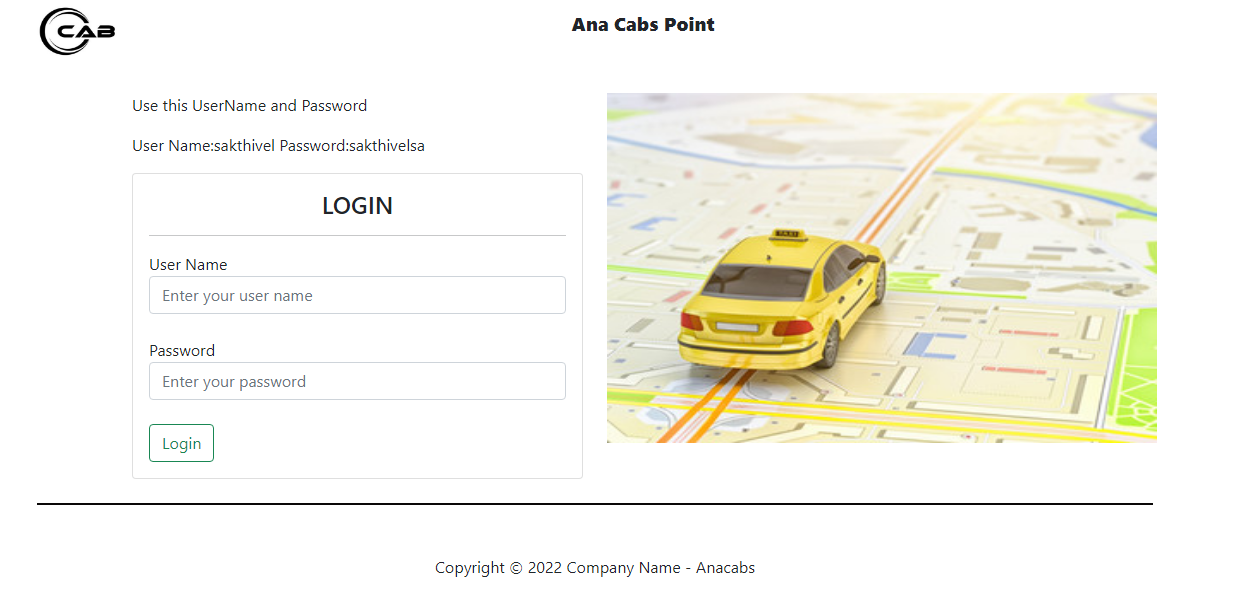 CAB
Ana Cabs Point
Use this UserName and Password
User Name:sakthivel Password:sakthivelsa
LOGIN
User Name
Enter your user name
Password
Enter your password
Login
TAXI
Copyright © 2022 Company Name - Anacabs